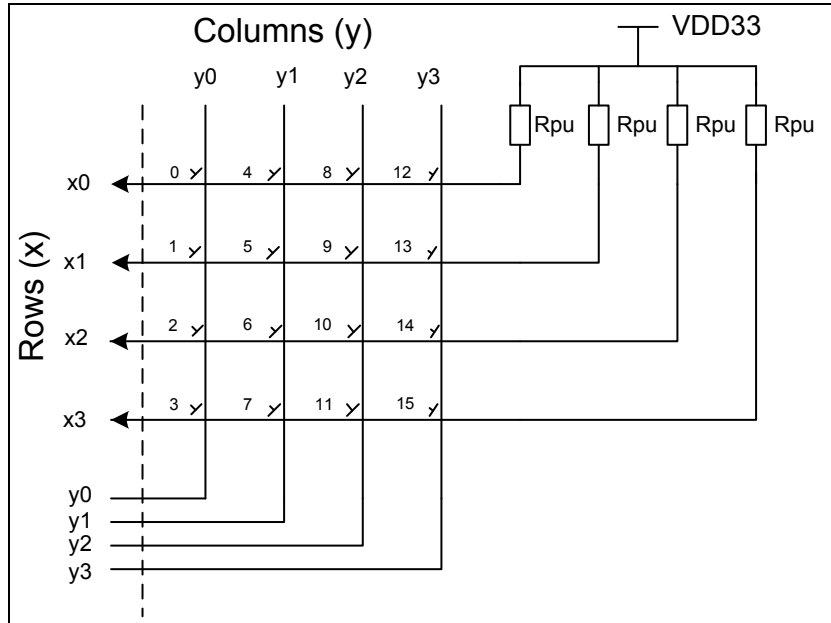 Columns (y)
VDD33
y0 y1 y2 y3
Rpu Rpu Rpu Rpu
x0 0 4 8 12
Rows (x)
x1 1 5 9 13
x2 2 6 10 14
x3 3 7 11 15
y0
y1
y2
y3